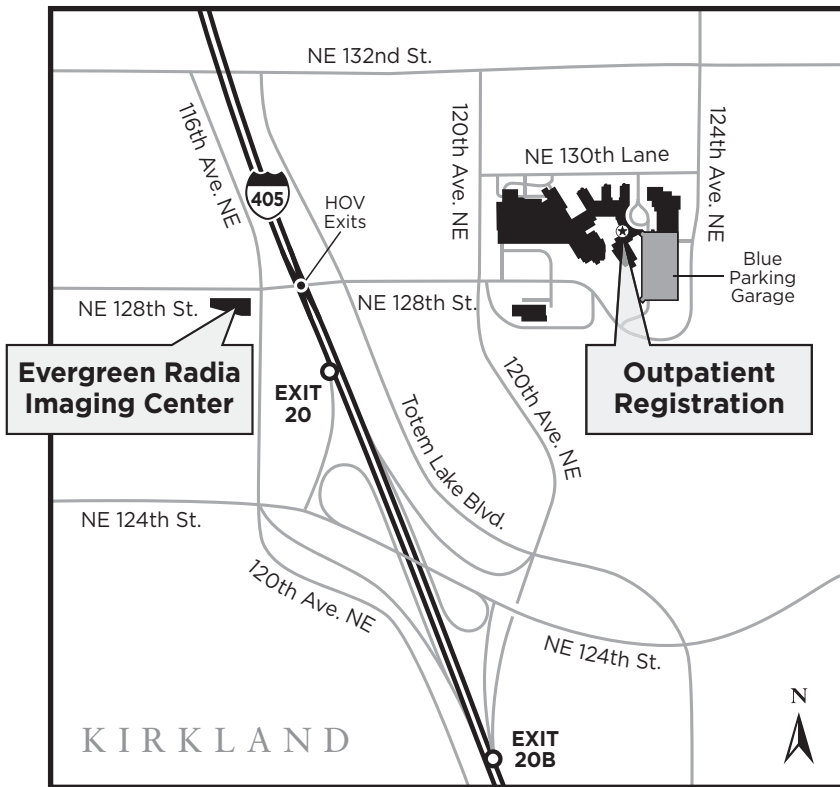 NE 132nd St.
116th Ave. NE
120th Ave. NE
124th Ave. NE
NE 130th Lane
405
HOV
Exits
Blue
Parking
Garage
NE 128th St.
NE 128th St.
Evergreen Radia
Imaging Center
EXIT
20
Outpatient
Registration
120th Ave. NE
Totem Lake Blvd.
NE 124th St.
120th Ave. NE
NE 124th St.
KIRKLAND
EXIT
20B
N